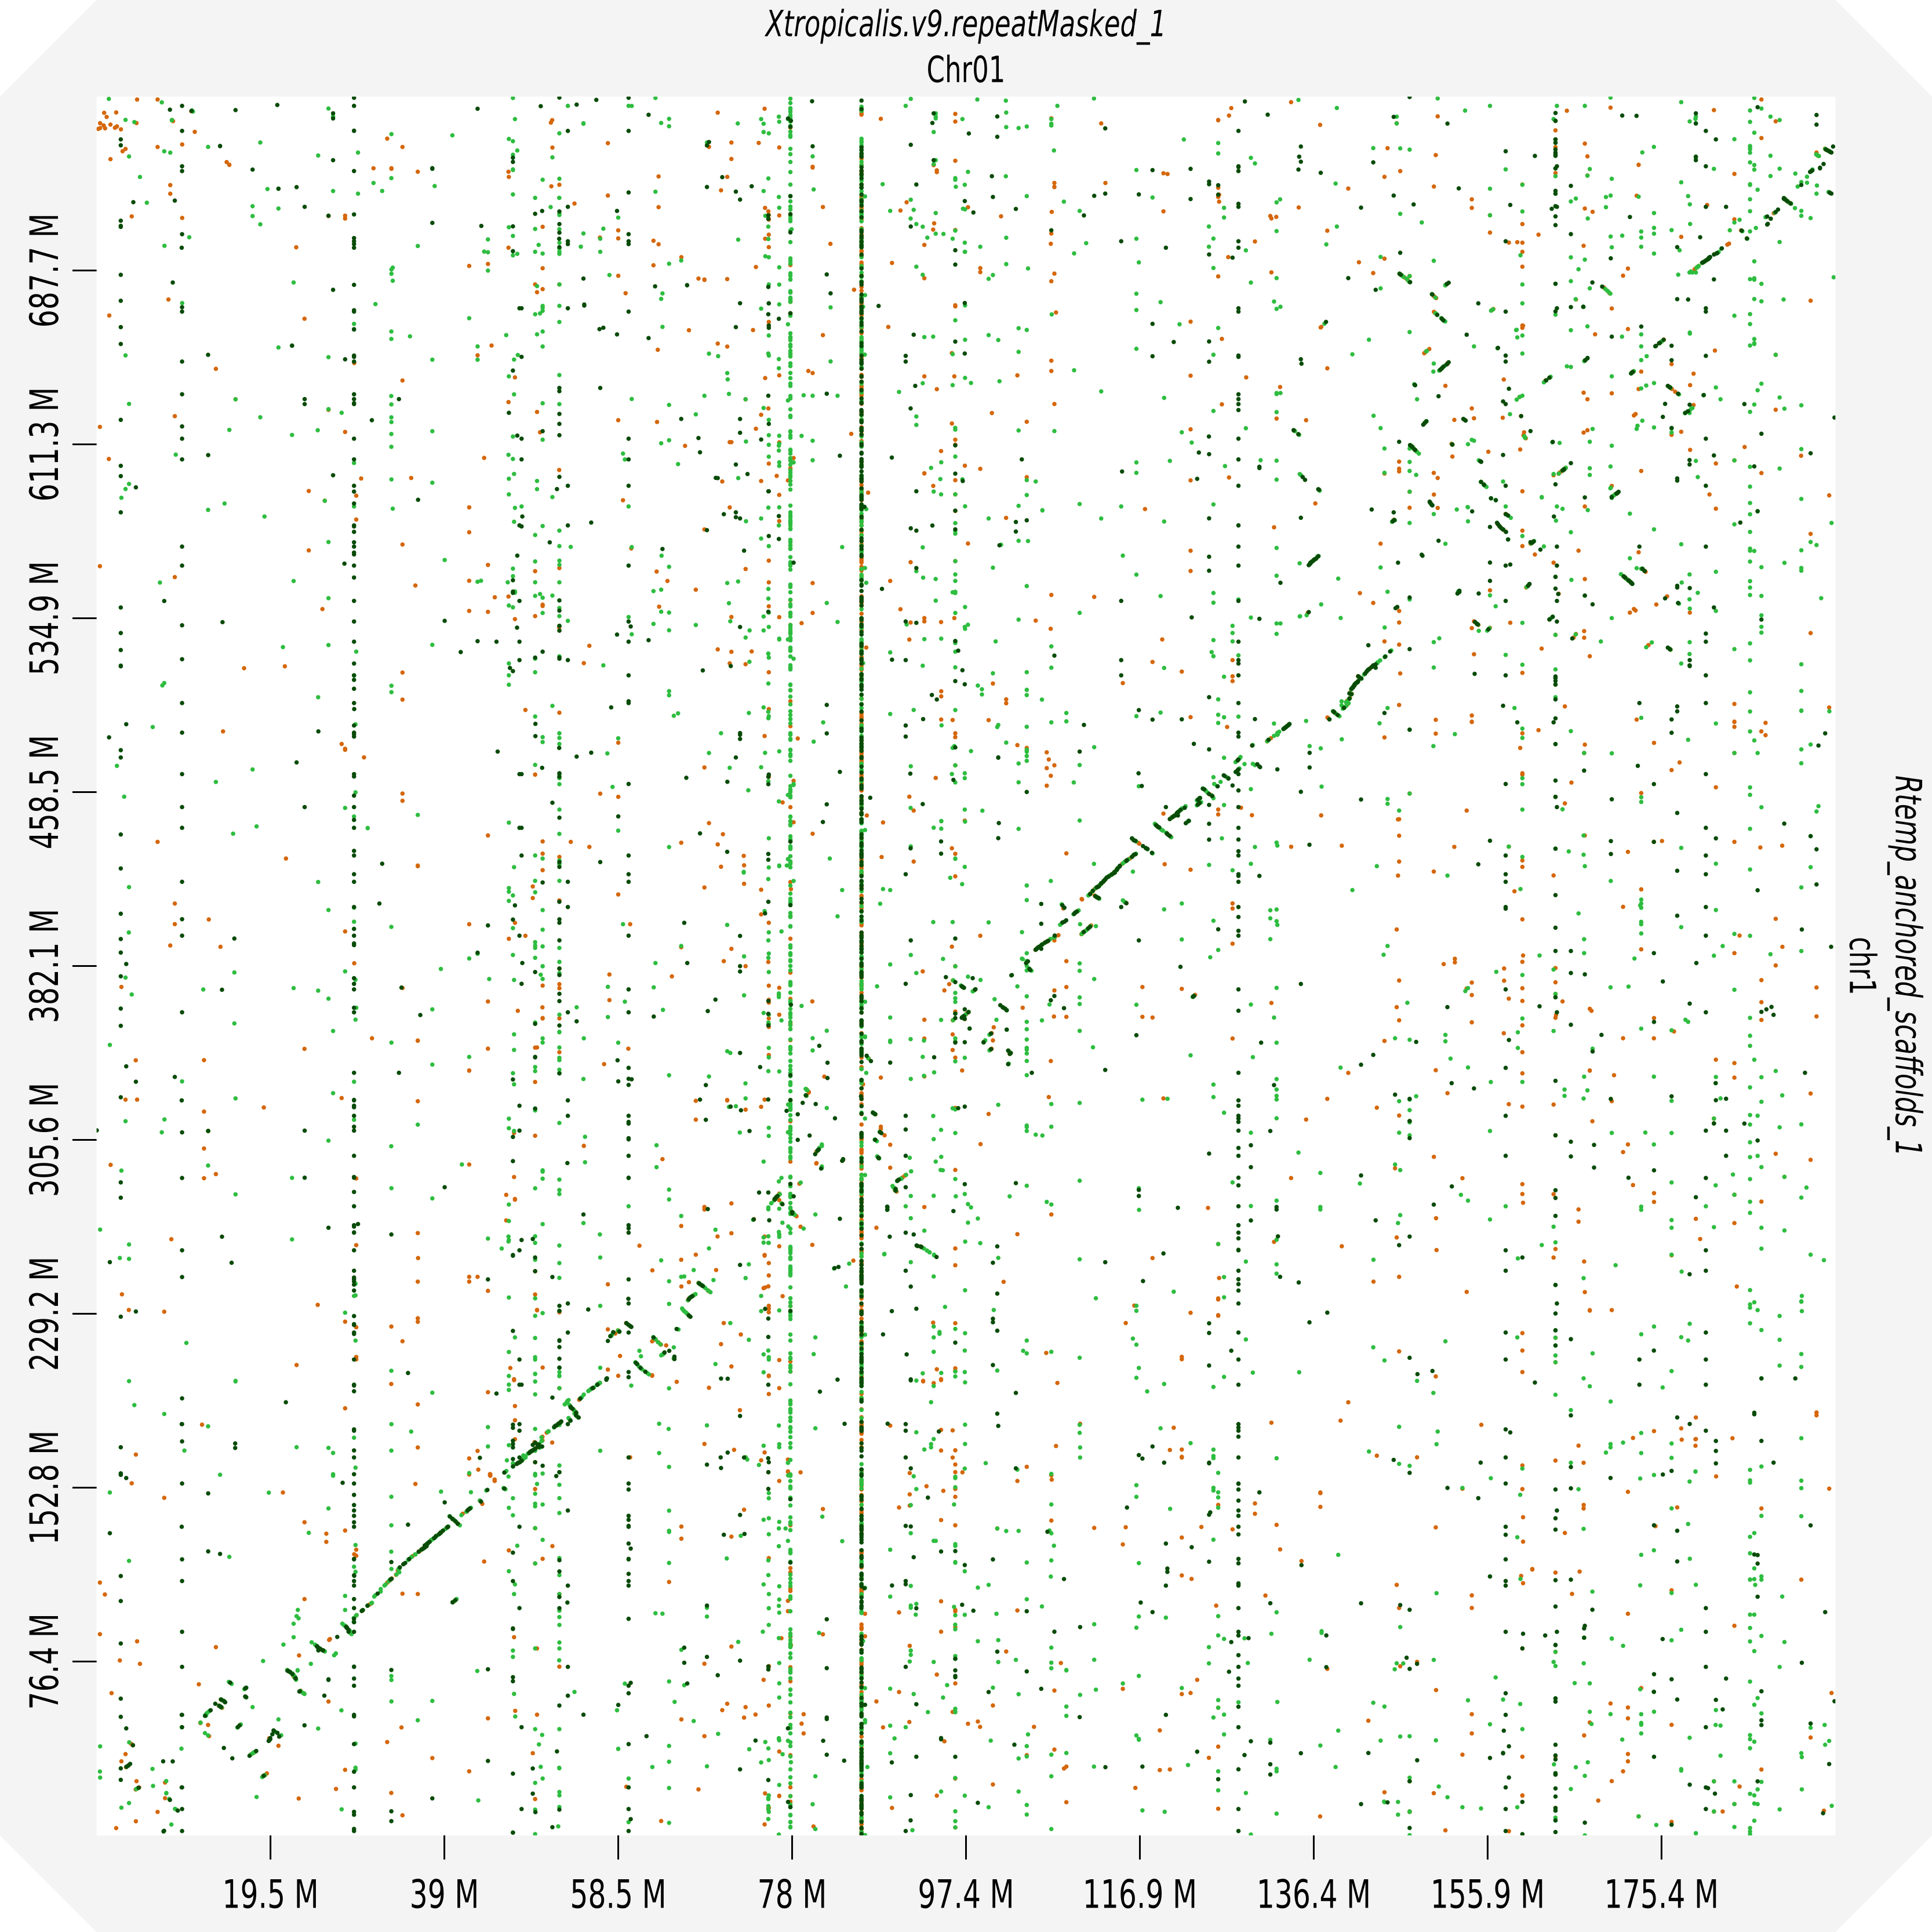 Xtropicalis.v9.repeatMasked_1
Chr01
687.7 M
611.3 M
534.9 M
458.5 M
382.1 M
305.6 M
229.2 M
152.8 M
76.4 M
Rtemp_anchored_scaffolds_1
chr1
19.5 M
39 M
58.5 M
78 M
97.4 M
116.9 M
136.4 M
155.9 M
175.4 M